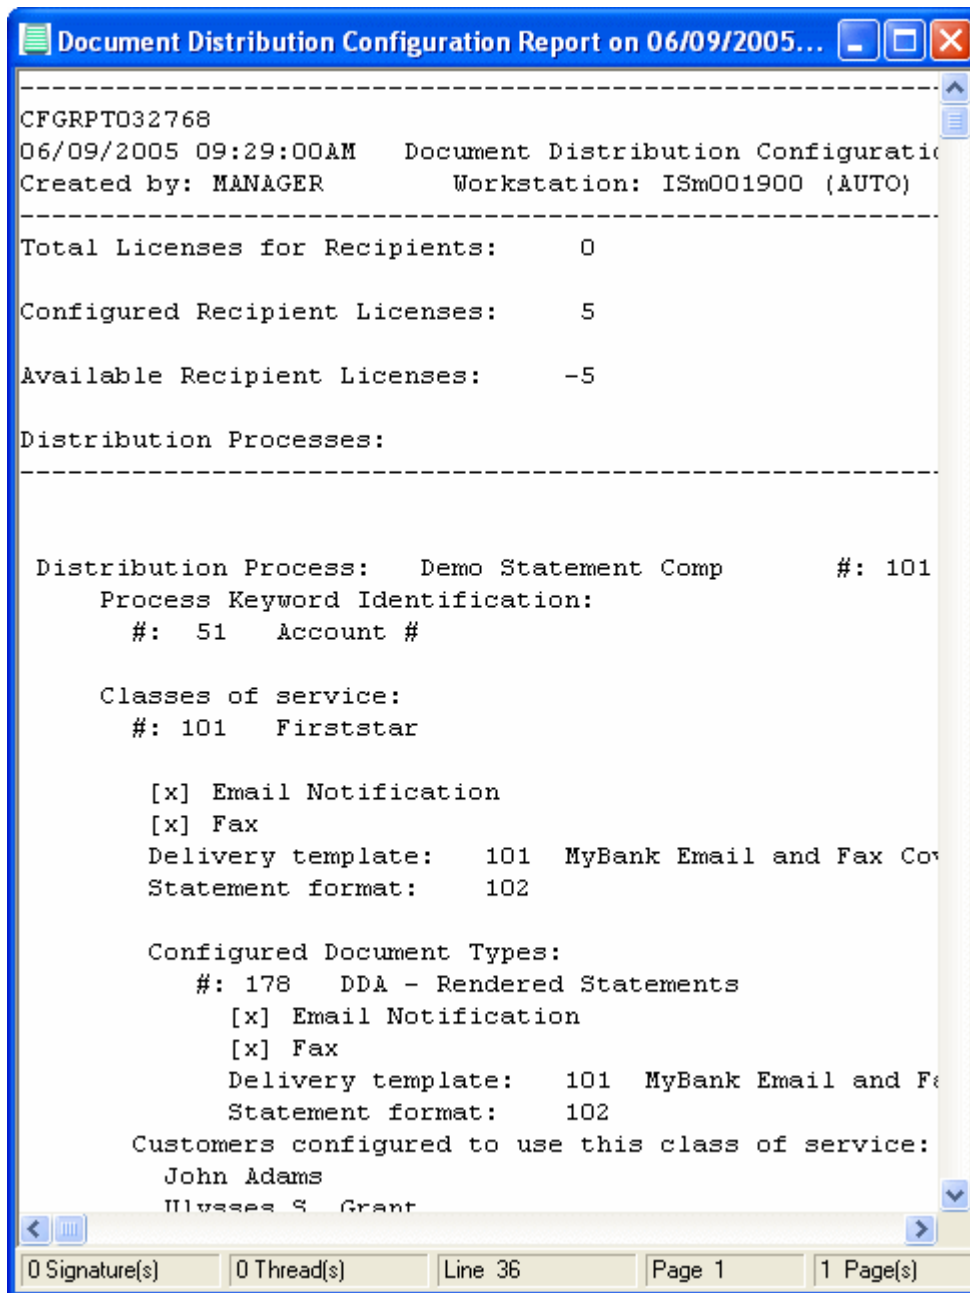 Document Distribution Configuration Report on 06/09/2005...
CFGRPT032768
06/09/2005 09:29:00AM Document Distribution Configuratio
Created by: MANAGER Workstation: ISm001900 (AUTO)
Total Licenses for Recipients: 0
Configured Recipient Licenses: 5
Available Recipient Licenses: -5
Distribution Processes:
Distribution Process: Demo Statement Comp #: 101
Process Keyword Identification:
#: 51 Account #
Classes of service:
#: 101 Firststar
[x] Email Notification
[x] Fax
Delivery template: 101 MyBank Email and Fax Cov
Statement format: 102
Configured Document Types:
#: 178 DDA - Rendered Statements
[x] Email Notification
[x] Fax
Delivery template: 101 MyBank Email and Fa
Statement format: 102
Customers configured to use this class of service:
John Adams
Ulysses S. Grant
0 Signature(s) 0 Thread(s) Line 36 Page 1 1 Page(s)